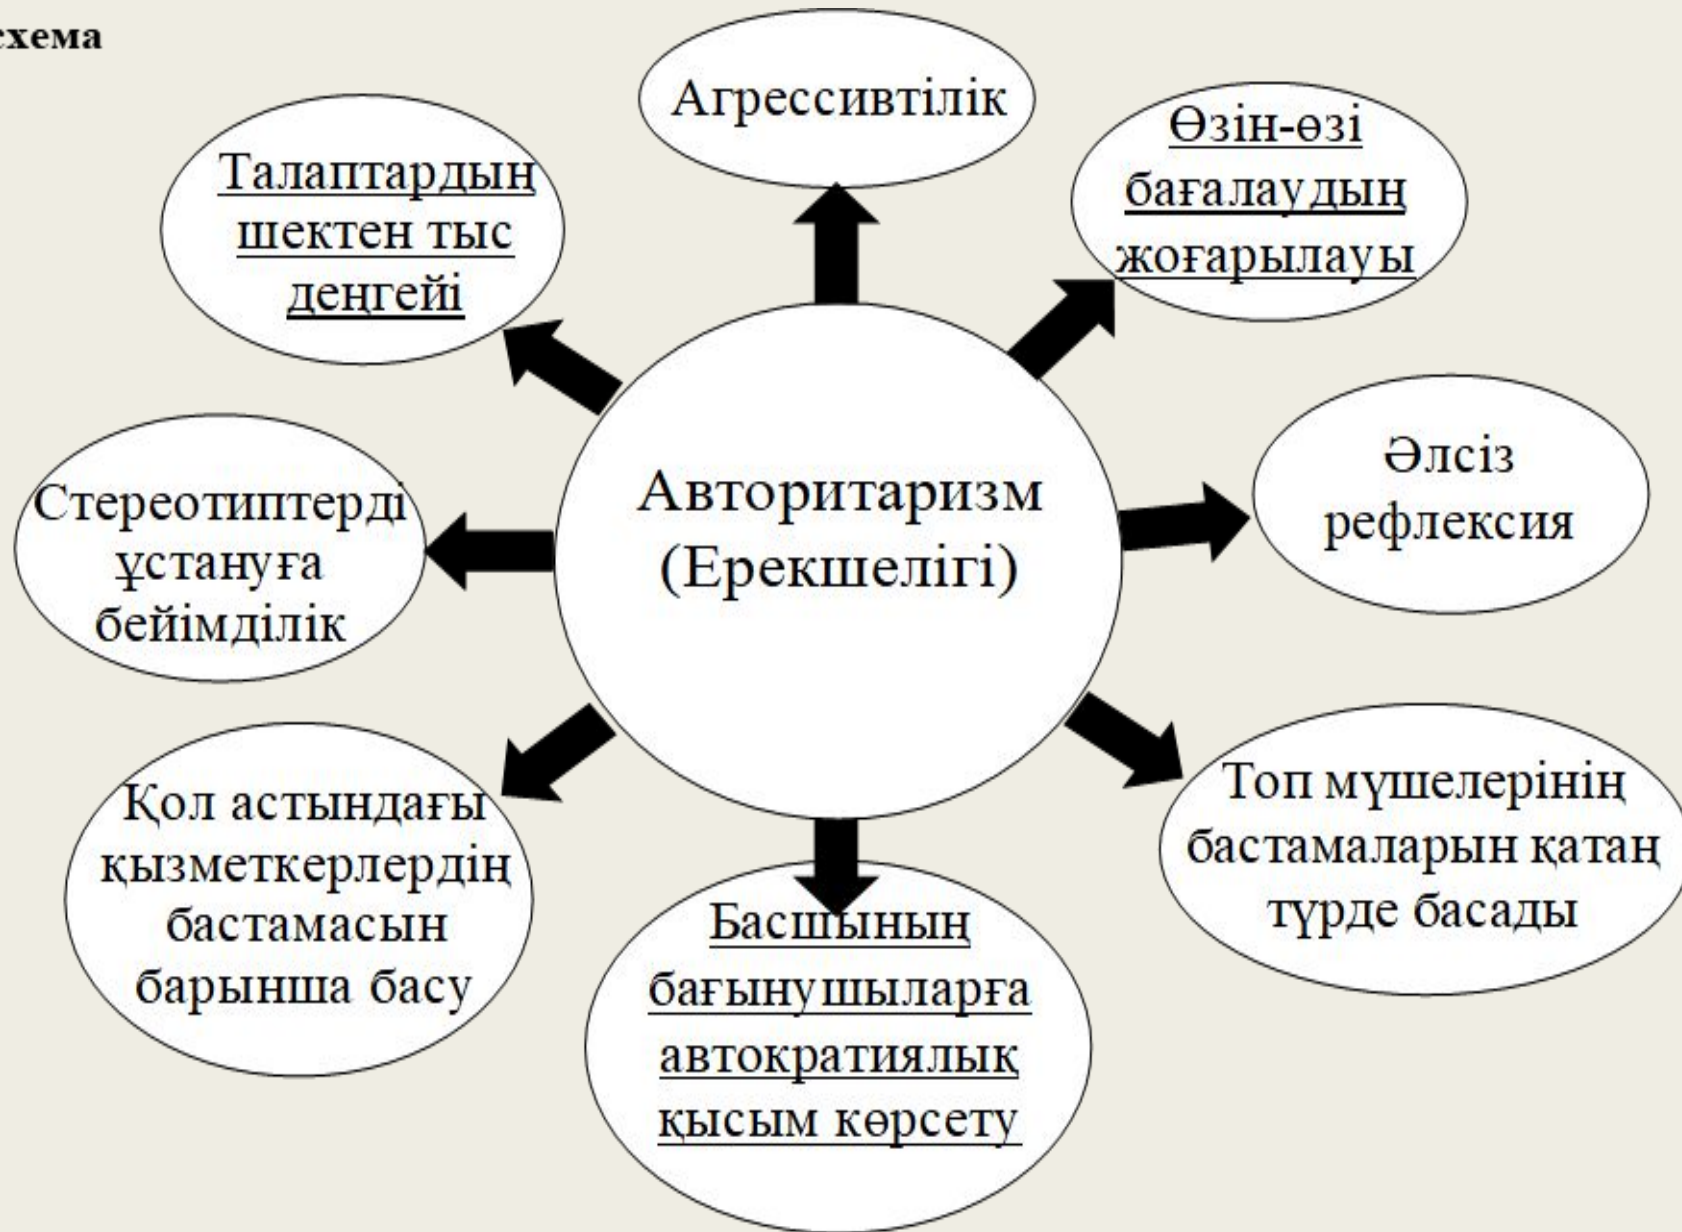 схема
Агрессивтілік
Өзін-өзі
бағалаудың
жоғарылауы
Талаптардың
шектен тыс
деңгейі
Авторитаризм
(Ерекшелігі)
Әлсіз
рефлексия
Стереотиптерді
ұстануға
бейімділік
Топ мүшелерінің
бастамаларын қатаң
түрде басады
Қол астындағы
қызметкерлердің
бастамасын
барынша басу
Басшының
бағынушыларға
автократиялық
қысым көрсету